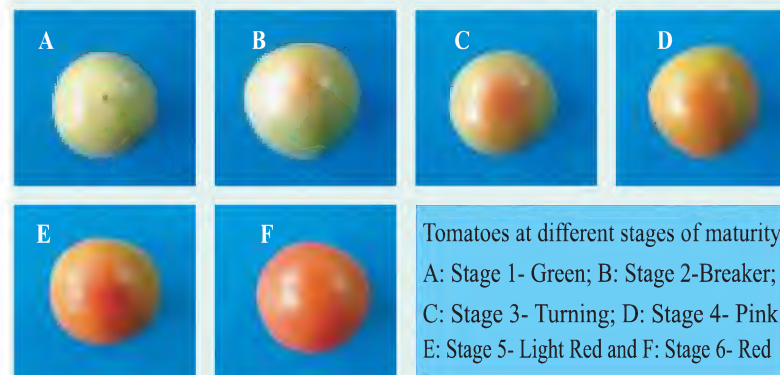 A
B
C
D
E
F
Tomatoes at different stages of maturity
A: Stage 1- Green; B: Stage 2-Breaker;
C: Stage 3- Turning; D: Stage 4- Pink
E: Stage 5- Light Red and F: Stage 6- Red